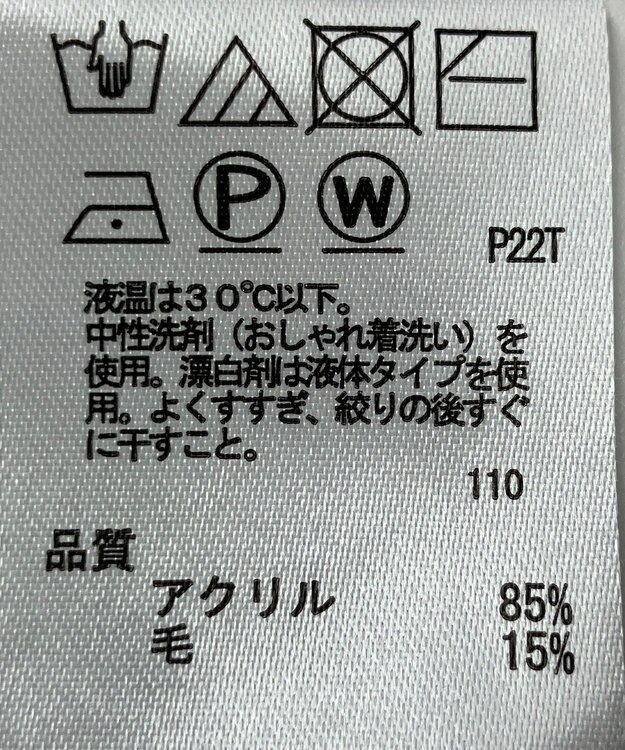 P W
P22T
液温は30℃以下。
中性洗剤(おしゃれ着洗い)を
使用。漂白剤は液体タイプを使
用。よくすすぎ、絞りの後すぐ
に干すこと。
110
品質
アクリル 85%
毛 15%